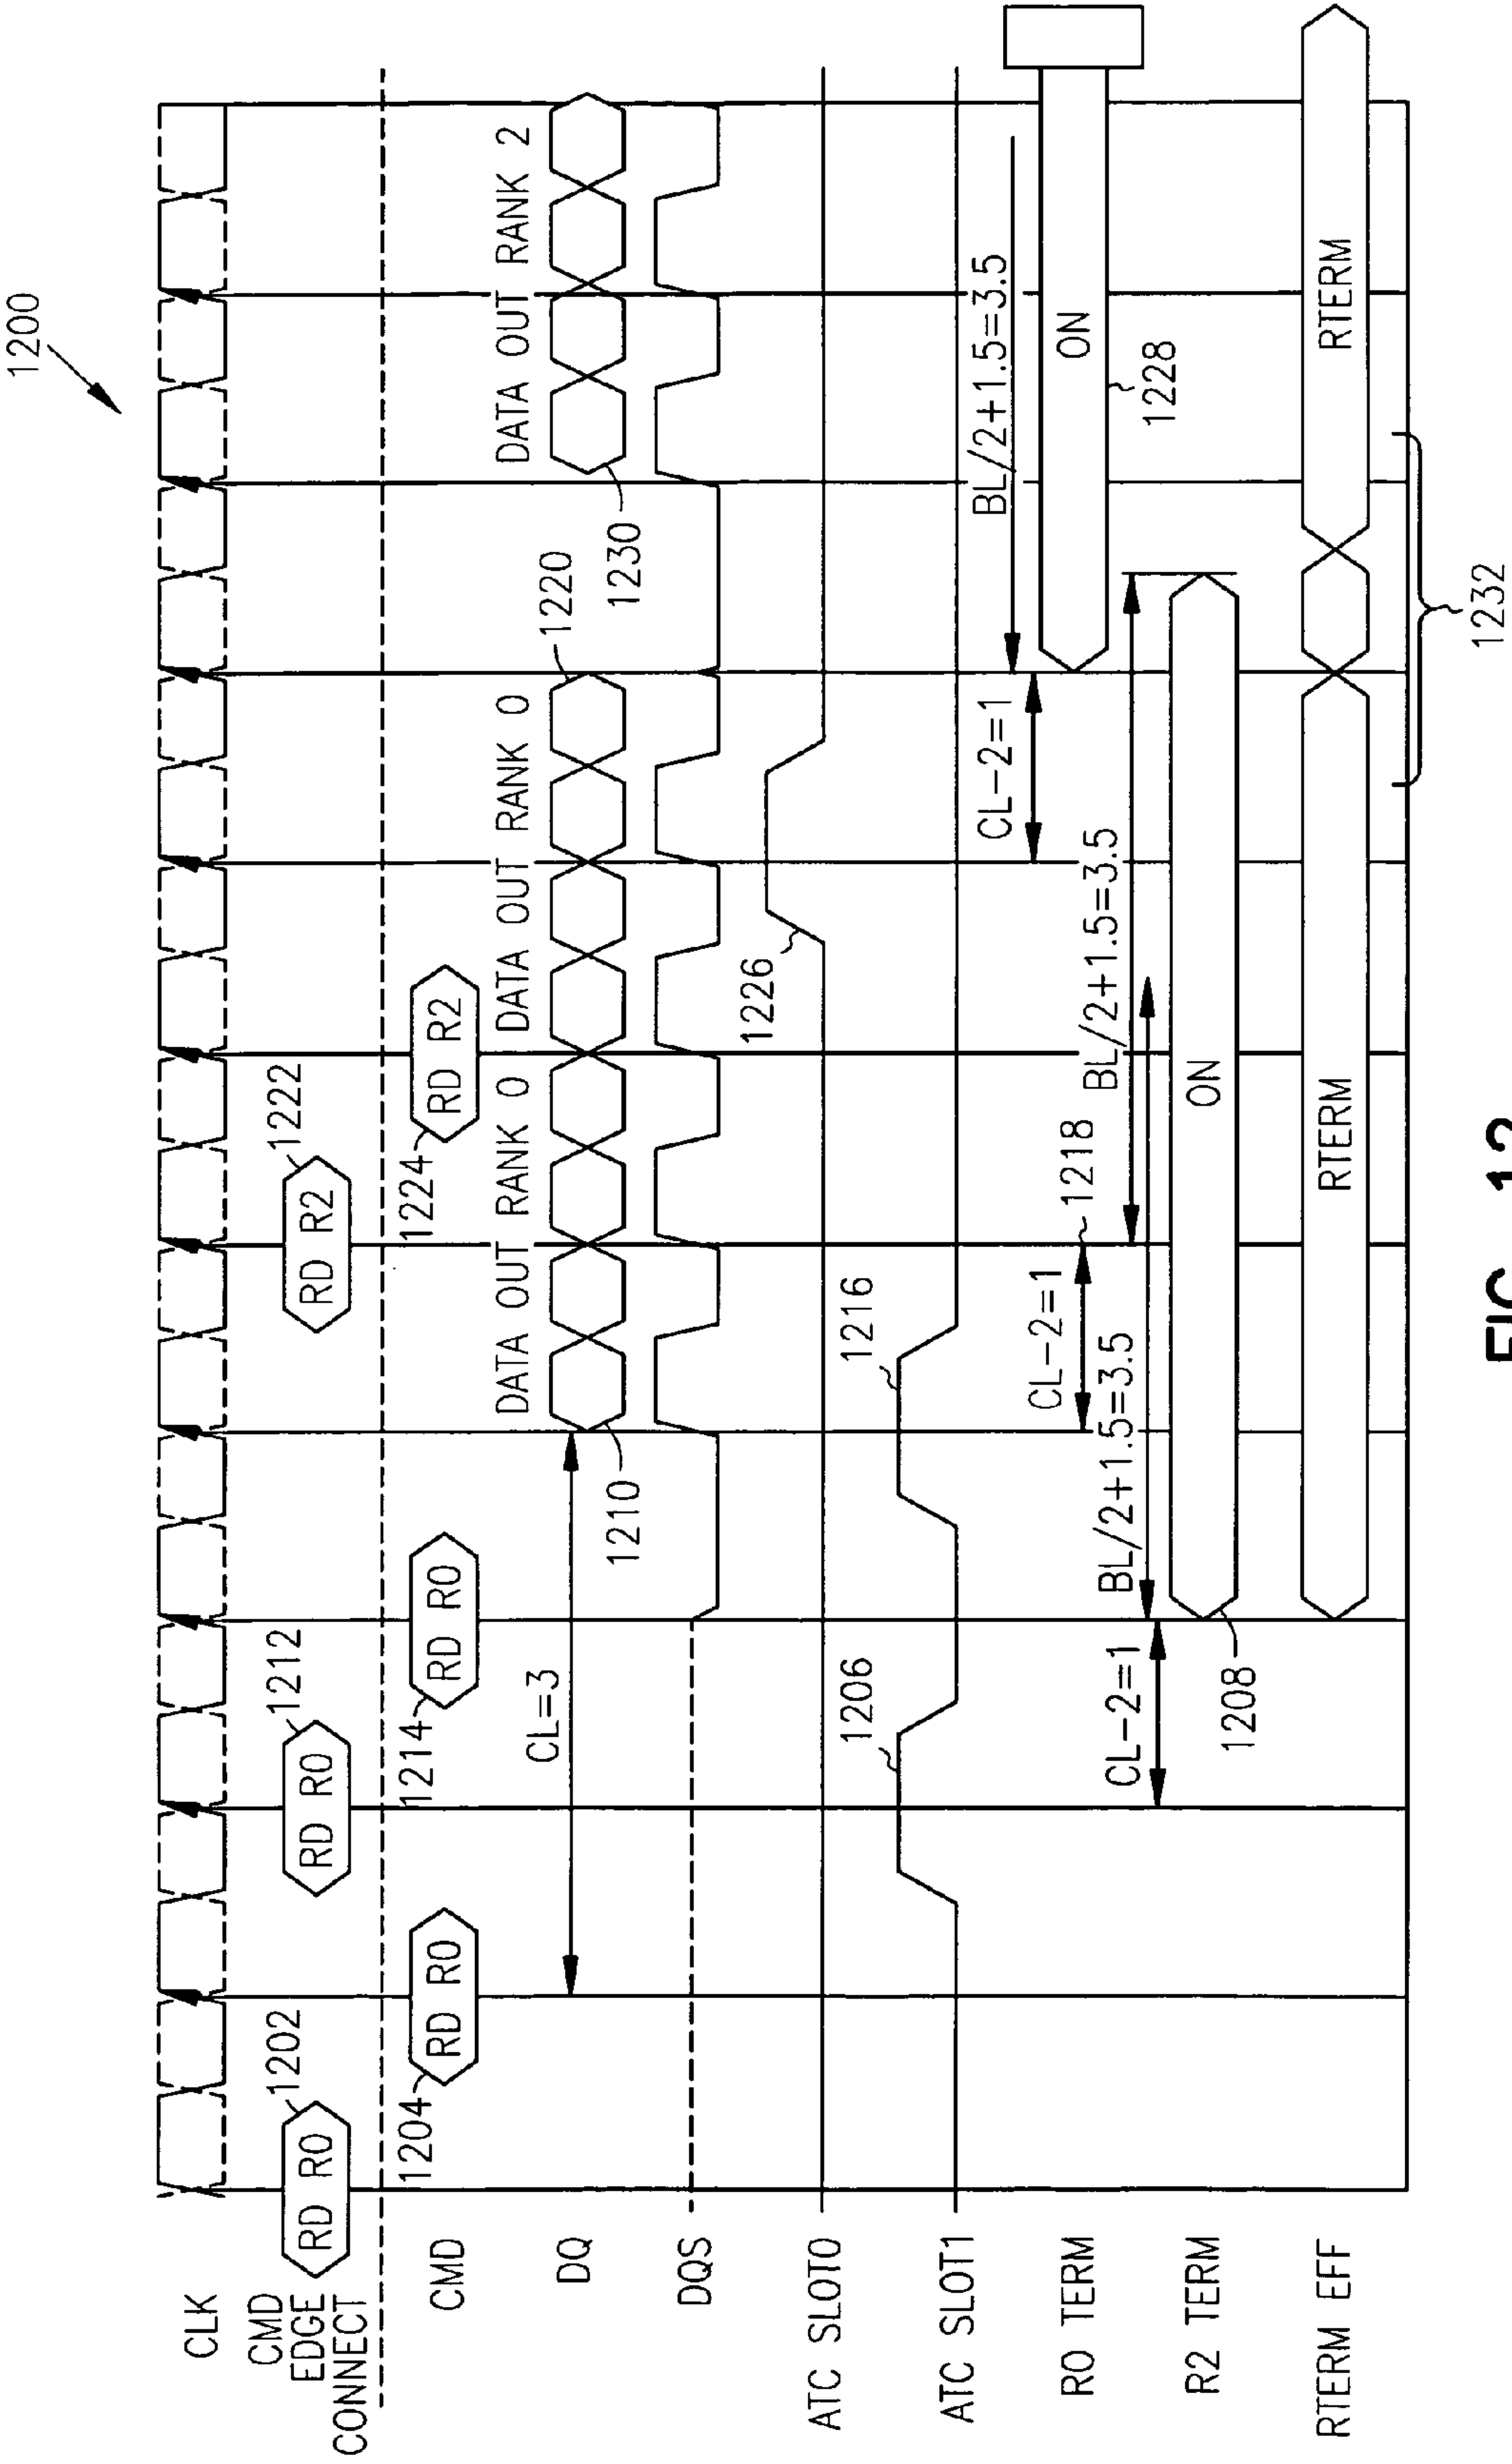 1200
CLK
CMD
EDGE
CONNECT
RD R0
1202
RD R0
1212
RD R2
1222
CMD
1204
RD R0
1214
RD R0
1224
RD R2
DQ
CL=3
DATA OUT RANK 0
DATA OUT RANK 0
DATA OUT RANK 2
1210
1220
1230
DQS
ATC SLOT0
1226
ATC SLOT1
1206
1216
R0 TERM
CL-2=1
1218
CL-2=1
BL/2+1.5=3.5
ON
1228
R2 TERM
CL-2=1
BL/2+1.5=3.5
BL/2+1.5=3.5
ON
1208
RTERM EFF
RTERM
RTERM
1232